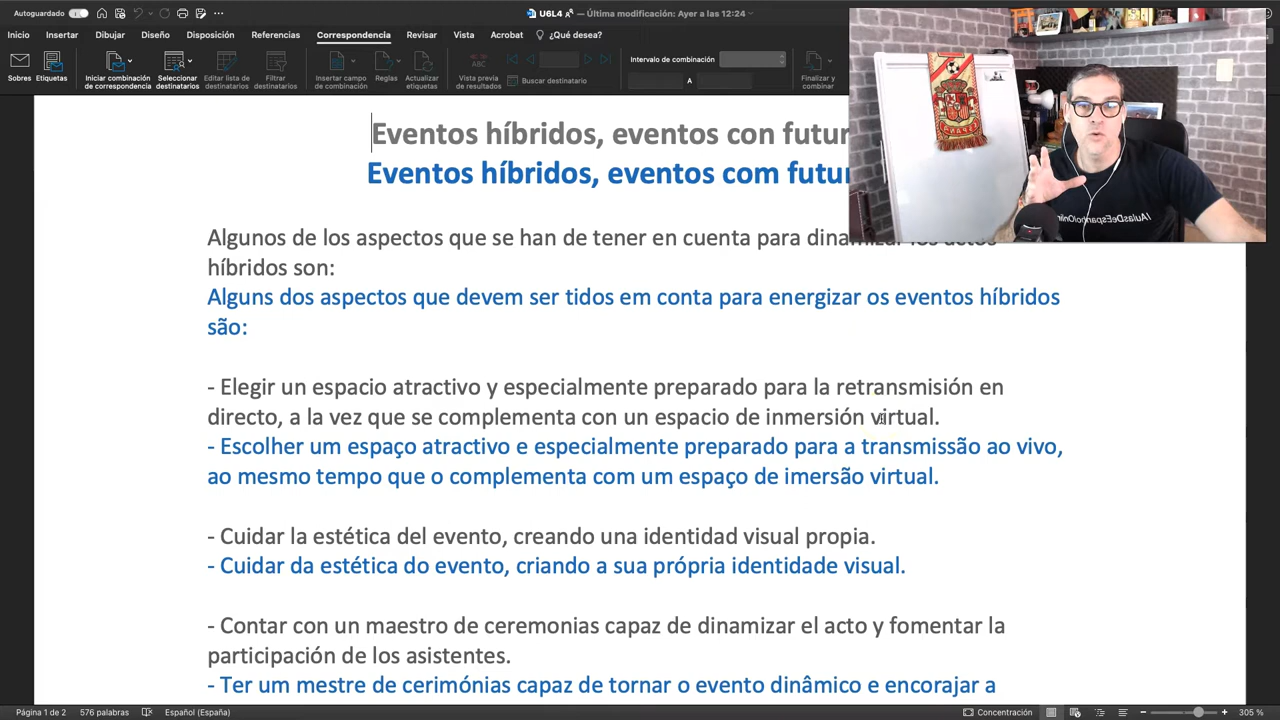 Autoguardado
U6L4
— Última modificación: Ayer a las 12:24
Inicio Insertar Dibujar Diseño Disposición Referencias Correspondencia Revisar Vista Acrobat ¿Qué desea?
Sobres Etiquetas Iniciar combinación de correspondencia Seleccionar destinatarios Editar lista de destinatarios Filtrar destinatarios Insertar campo de combinación Reglas Actualizar etiquetas ABC Vista previa de resultados Buscar destinatario Intervalo de combinación A Finalizar y combinar
Eventos híbridos, eventos con futur
Eventos híbridos, eventos com futur
Algunos de los aspectos que se han de tener en cuenta para dinamizar los actos
híbridos son:
Alguns dos aspectos que devem ser tidos em conta para energizar os eventos híbridos
são:
- Elegir un espacio atractivo y especialmente preparado para la retransmisión en
directo, a la vez que se complementa con un espacio de inmersión virtual.
- Escolher um espaço atractivo e especialmente preparado para a transmissão ao vivo,
ao mesmo tempo que o complementa com um espaço de imersão virtual.
- Cuidar la estética del evento, creando una identidad visual propia.
- Cuidar da estética do evento, criando a sua própria identidade visual.
- Contar con un maestro de ceremonias capaz de dinamizar el acto y fomentar la
participación de los asistentes.
- Ter um mestre de cerimónias capaz de tornar o evento dinâmico e encorajar a
ESPAÑA
/AulasDeEspanholOnlin
Página 1 de 2 576 palabras Español (España) Concentración 305 %